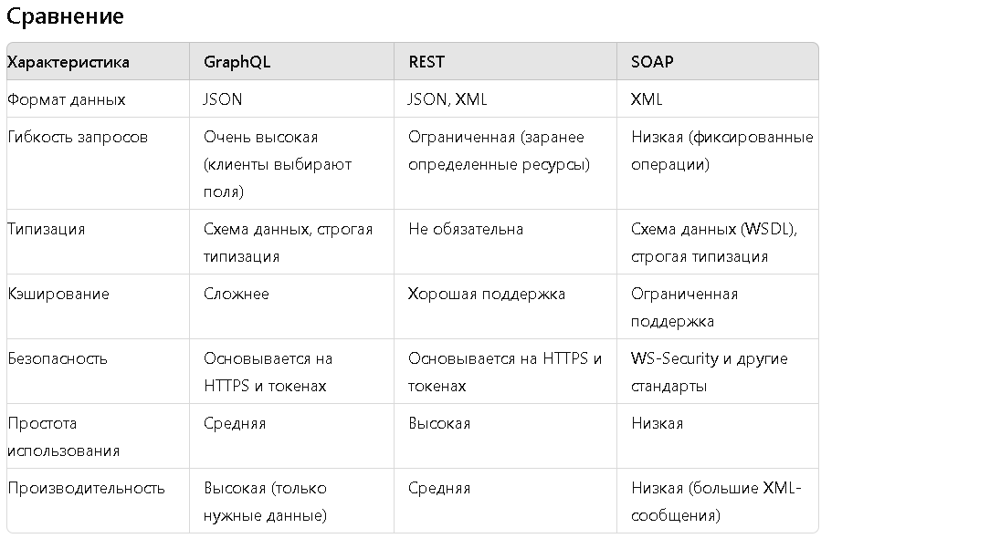 Сравнение
Характеристика GraphQL REST SOAP
Формат данных JSON JSON, XML XML
Гибкость запросов Очень высокая Ограниченная (заранее Низкая (фиксированные
(клиенты выбирают определенные ресурсы) операции)
поля)
Типизация Схема данных, строгая Не обязательна Схема данных (WSDL),
типизация строгая типизация
Кэширование Сложнее Хорошая поддержка Ограниченная
поддержка
Безопасность Основывается на Основывается на HTTPS и WS-Security и другие
HTTPS и токенах токенах стандарты
Простота Средняя Высокая Низкая
использования
Производительность Высокая (только Средняя Низкая (большие XML-
нужные данные) сообщения)